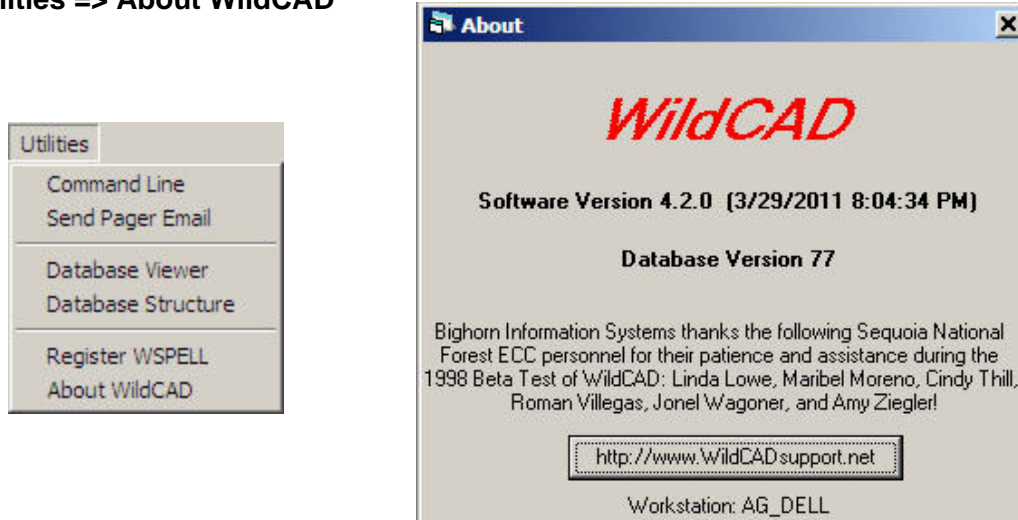 lities => About WildCAD
Utilities
Command Line
Send Pager Email
Database Viewer
Database Structure
Register WSPELL
About WildCAD
About
WildCAD
Software Version 4.2.0 (3/29/2011 8:04:34 PM)
Database Version 77
Bighorn Information Systems thanks the following Sequoia National
Forest ECC personnel for their patience and assistance during the
1998 Beta Test of WildCAD: Linda Lowe, Maribel Moreno, Cindy Thill,
Roman Villegas, Jonel Wagoner, and Amy Ziegler!
http://www.WildCADsupport.net
Workstation: AG_DELL